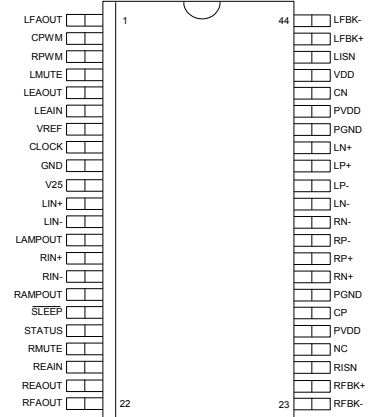 LFAOUT 1 44 LFBK-
CPWM LFBK+
RPWM LISN
LMUTE VDD
LEAOUT CN
LEAIN PVDD
VREF PGND
CLOCK LN+
GND LP+
V25 LP-
LIN+ LN-
LIN- RN-
LAMPOUT RP-
RIN+ RP+
RIN- RN+
RAMPOUT PGND
SLEEP CP
STATUS PVDD
RMUTE NC
REAIN RISN
REAOUT RFBK+
RFAOUT 22 23 RFBK-